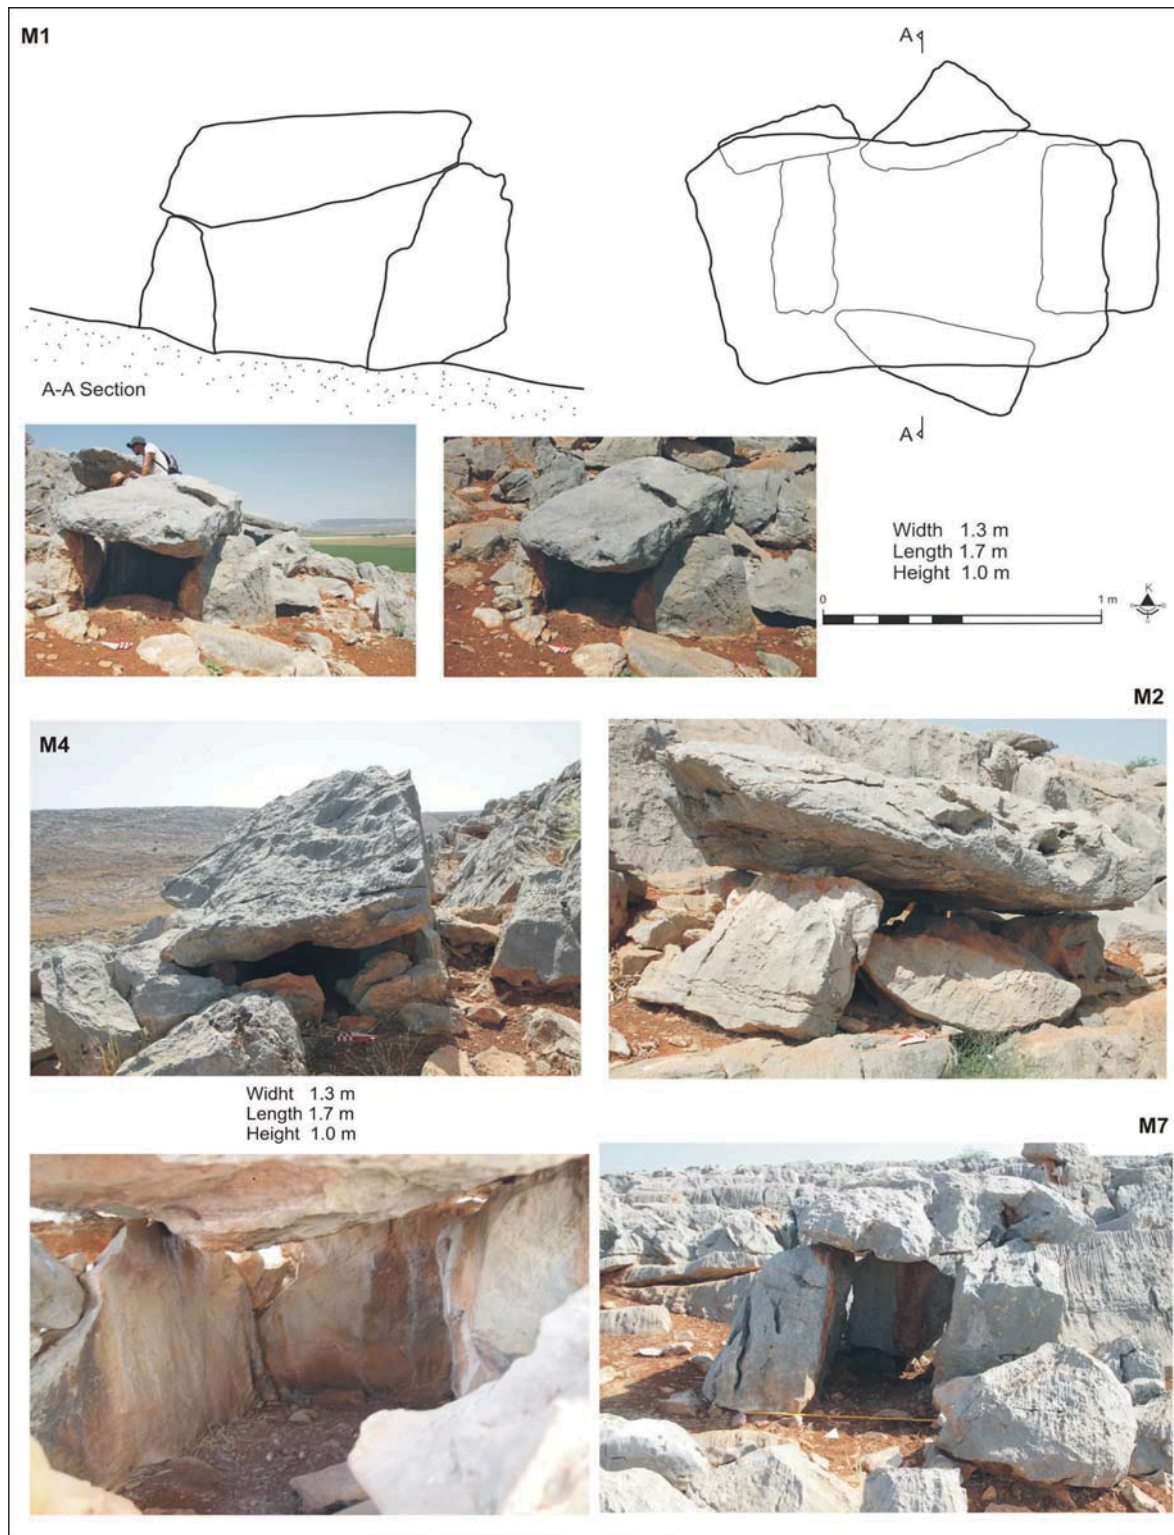 M1
A
A-A Section
A
Width 1.3 m
Length 1.7 m
Height 1.0 m
0 1 m
K
M2
M4
Widht 1.3 m
Length 1.7 m
Height 1.0 m
M7